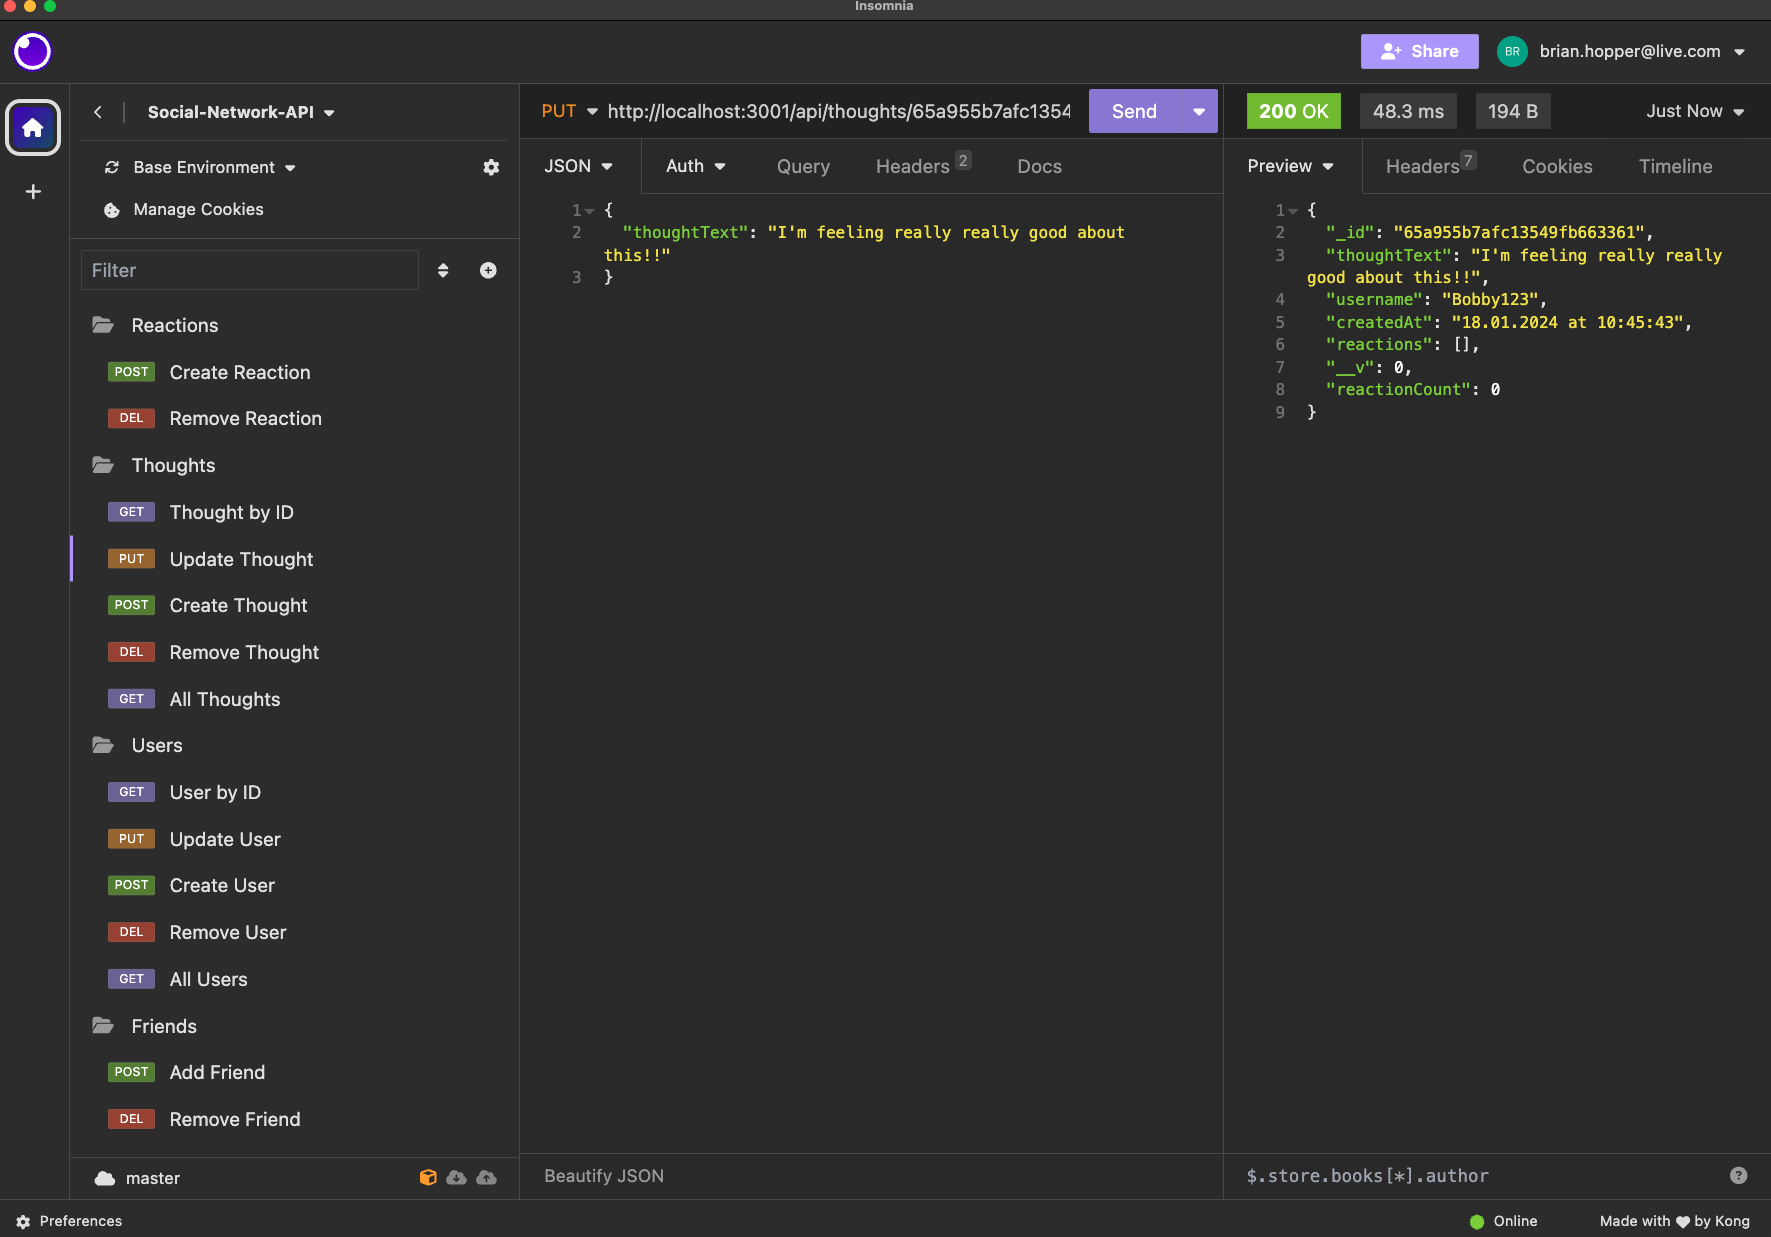 Insomnia
Share
BR
brian.hopper@live.com
Social-Network-API
Base Environment
Manage Cookies
Filter
Reactions
POST Create Reaction
DEL Remove Reaction
Thoughts
GET Thought by ID
PUT Update Thought
POST Create Thought
DEL Remove Thought
GET All Thoughts
Users
GET User by ID
PUT Update User
POST Create User
DEL Remove User
GET All Users
Friends
POST Add Friend
DEL Remove Friend
master
PUT http://localhost:3001/api/thoughts/65a955b7afc1354
Send
JSON Auth Query Headers 2 Docs
1 {
2 "thoughtText": "I'm feeling really really good about
this!!"
3 }
Beautify JSON
200 OK 48.3 ms 194 B Just Now
Preview Headers 7 Cookies Timeline
1 {
2 "_id": "65a955b7afc13549fb663361",
3 "thoughtText": "I'm feeling really really
good about this!!",
4 "username": "Bobby123",
5 "createdAt": "18.01.2024 at 10:45:43",
6 "reactions": [],
7 "__v": 0,
8 "reactionCount": 0
9 }
$.store.books[*].author
?
Preferences
Online
Made with ♥ by Kong